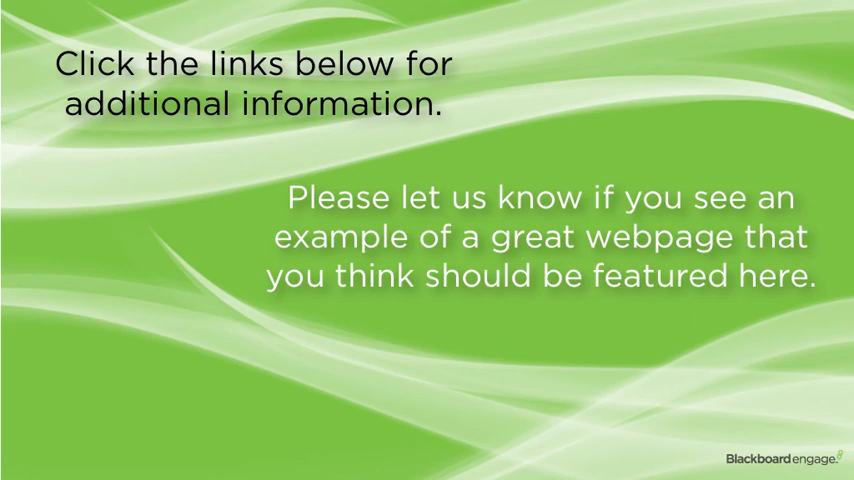 Click the links below for
additional information.
Please let us know if you see an
example of a great webpage that
you think should be featured here.
Blackboard engage.